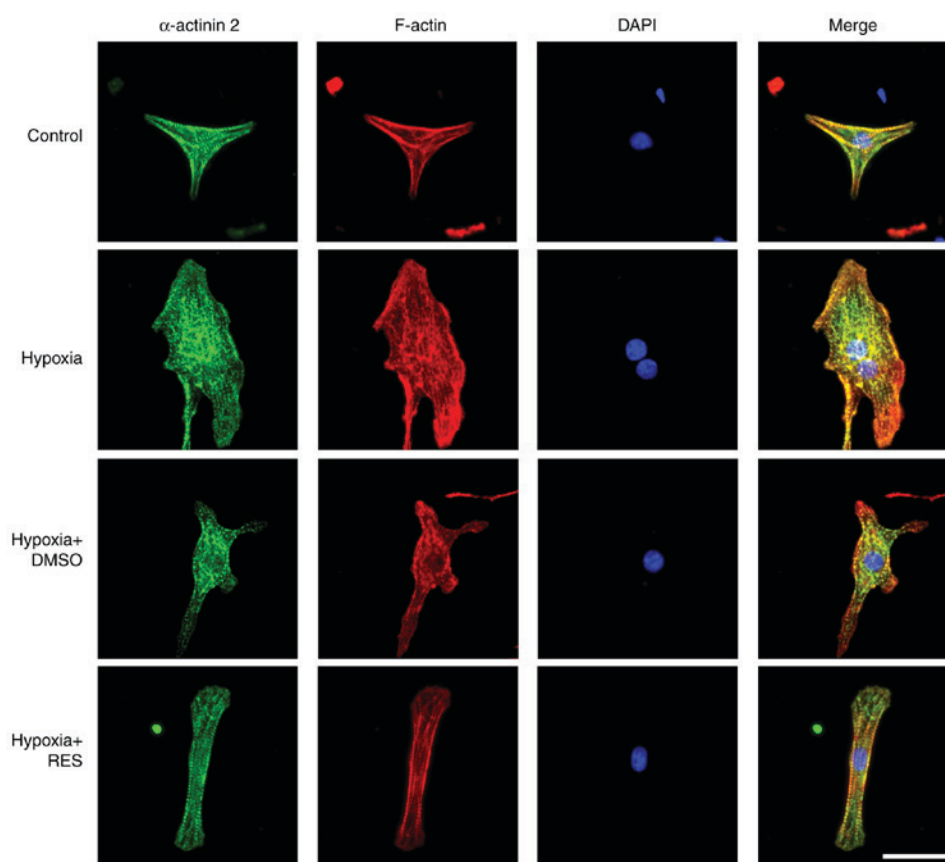 α-actinin 2
F-actin
DAPI
Merge
Control
Hypoxia
Hypoxia+
DMSO
Hypoxia+
RES